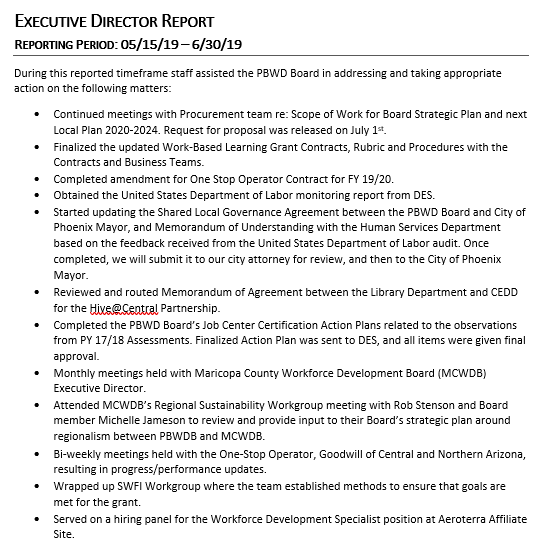 EXECUTIVE DIRECTOR REPORT
REPORTING PERIOD: 05/15/19 – 6/30/19
During this reported timeframe staff assisted the PBWD Board in addressing and taking appropriate
action on the following matters:
• Continued meetings with Procurement team re: Scope of Work for Board Strategic Plan and next
Local Plan 2020-2024. Request for proposal was released on July 1st.
• Finalized the updated Work-Based Learning Grant Contracts, Rubric and Procedures with the
Contracts and Business Teams.
• Completed amendment for One Stop Operator Contract for FY 19/20.
• Obtained the United States Department of Labor monitoring report from DES.
• Started updating the Shared Local Governance Agreement between the PBWD Board and City of
Phoenix Mayor, and Memorandum of Understanding with the Human Services Department
based on the feedback received from the United States Department of Labor audit. Once
completed, we will submit it to our city attorney for review, and then to the City of Phoenix
Mayor.
• Reviewed and routed Memorandum of Agreement between the Library Department and CEDD
for the Hive@Central Partnership.
• Completed the PBWD Board's Job Center Certification Action Plans related to the observations
from PY 17/18 Assessments. Finalized Action Plan was sent to DES, and all items were given final
approval.
• Monthly meetings held with Maricopa County Workforce Development Board (MCWDB)
Executive Director.
• Attended MCWDB's Regional Sustainability Workgroup meeting with Rob Stenson and Board
member Michelle Jameson to review and provide input to their Board's strategic plan around
regionalism between PBWDB and MCWDB.
• Bi-weekly meetings held with the One-Stop Operator, Goodwill of Central and Northern Arizona,
resulting in progress/performance updates.
• Wrapped up SWFI Workgroup where the team established methods to ensure that goals are
met for the grant.
• Served on a hiring panel for the Workforce Development Specialist position at Aeroterra Affiliate
Site.